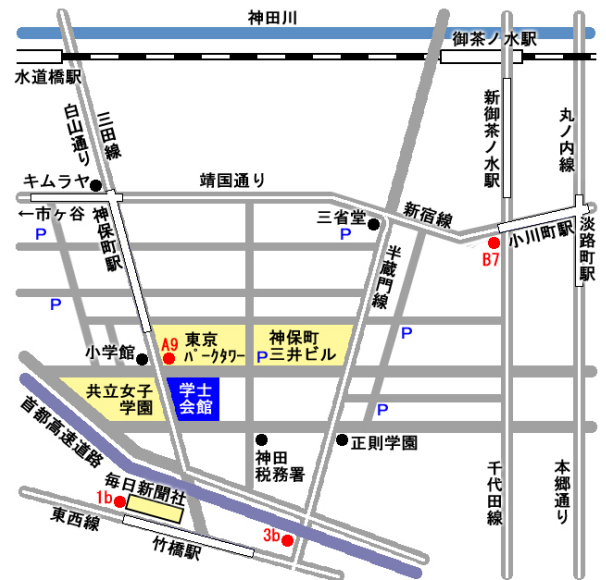 神田川
御茶ノ水駅
水道橋駅
白山通り
三田線
新御茶ノ水駅
丸ノ内線
キムラヤ
靖国通り
←市ヶ谷
神保町駅
三省堂
新宿線
小川町駅
淡路町駅
P
P
B7
半蔵門線
P
A9
東京
パークタワー
神保町
三井ビル
P
P
小学館
共立女子
学園
学士
会館
P
首都高速道路
神田
税務署
正則学園
千代田線
本郷通り
毎日新聞社
1b
東西線
竹橋駅
3b